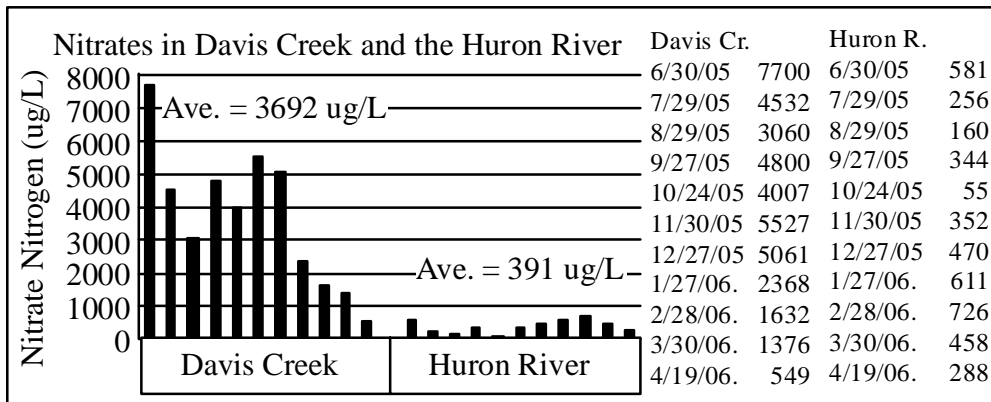 Nitrates in Davis Creek and the Huron River
Nitrate Nitrogen (ug/L)
8000
7000
6000
5000
4000
3000
2000
1000
0
Ave. = 3692 ug/L
Ave. = 391 ug/L
Davis Creek
Huron River
Davis Cr. Huron R.
6/30/05 7700 6/30/05 581
7/29/05 4532 7/29/05 256
8/29/05 3060 8/29/05 160
9/27/05 4800 9/27/05 344
10/24/05 4007 10/24/05 55
11/30/05 5527 11/30/05 352
12/27/05 5061 12/27/05 470
1/27/06. 2368 1/27/06. 611
2/28/06. 1632 2/28/06. 726
3/30/06. 1376 3/30/06. 458
4/19/06. 549 4/19/06. 288